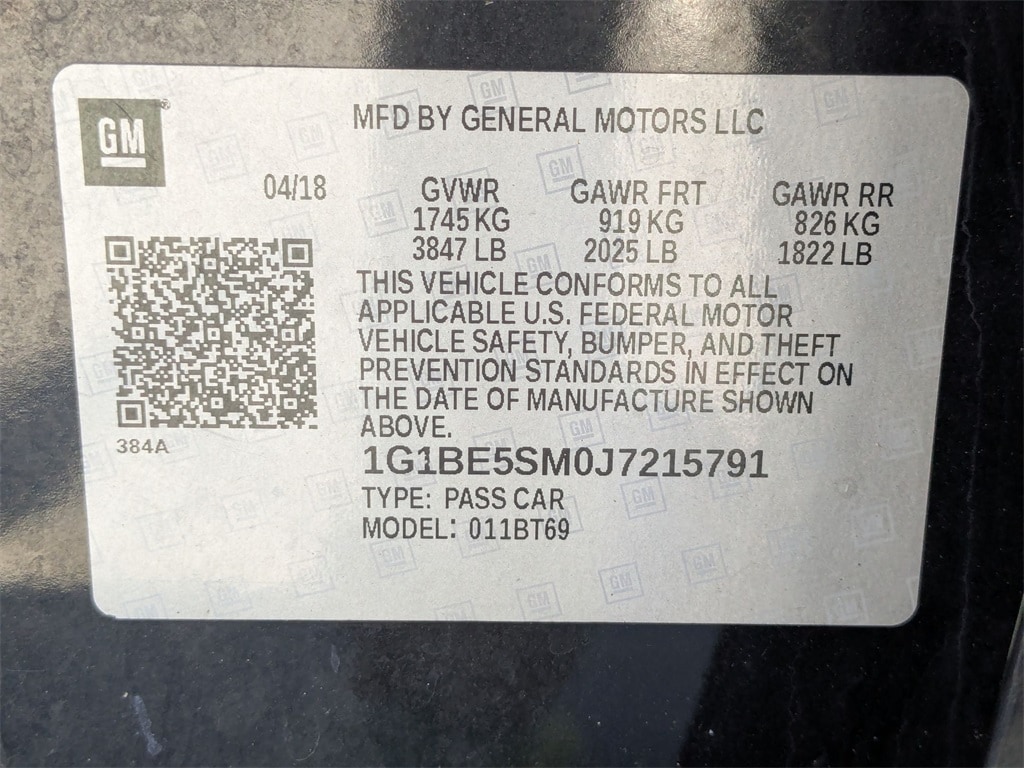 GM
MFD BY GENERAL MOTORS LLC
04/18 GVWR GAWR FRT GAWR RR
1745 KG 919 KG 826 KG
3847 LB 2025 LB 1822 LB
THIS VEHICLE CONFORMS TO ALL
APPLICABLE U.S. FEDERAL MOTOR
VEHICLE SAFETY, BUMPER, AND THEFT
PREVENTION STANDARDS IN EFFECT ON
THE DATE OF MANUFACTURE SHOWN
ABOVE.
384A
1G1BE5SM0J7215791
TYPE: PASS CAR
MODEL: 011BT69